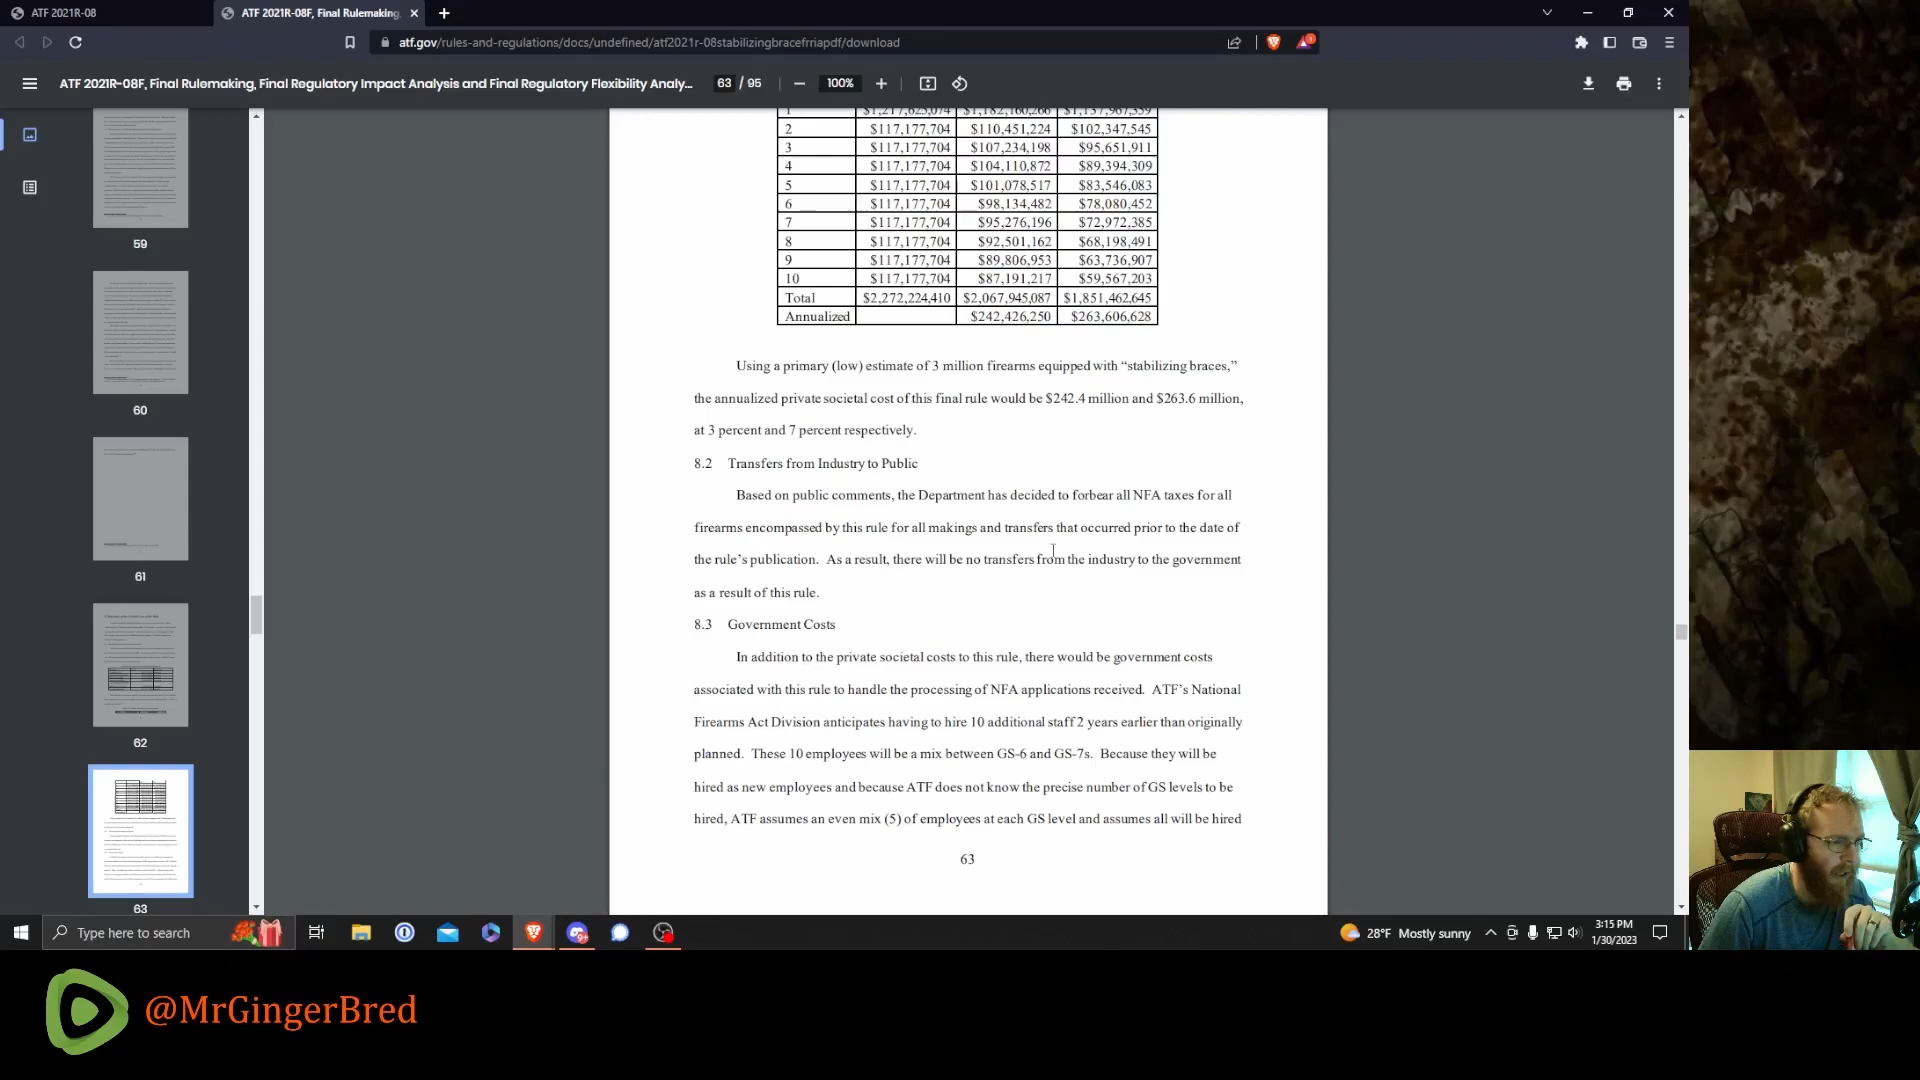 ATF 2021R-08
ATF 2021R-08F, Final Rulemaking,
atf.gov/rules-and-regulations/docs/undefined/atf2021r-08stabilizingbracefrriapdf/download
ATF 2021R-08F, Final Rulemaking, Final Regulatory Impact Analysis and Final Regulatory Flexibility Analy...
63 / 95
100%
59
60
61
62
63
1 $1,217,625,074 $1,182,160,266 $1,137,967,359
2 $117,177,704 $110,451,224 $102,347,545
3 $117,177,704 $107,234,198 $95,651,911
4 $117,177,704 $104,110,872 $89,394,309
5 $117,177,704 $101,078,517 $83,546,083
6 $117,177,704 $98,134,482 $78,080,452
7 $117,177,704 $95,276,196 $72,972,385
8 $117,177,704 $92,501,162 $68,198,491
9 $117,177,704 $89,806,953 $63,736,907
10 $117,177,704 $87,191,217 $59,567,203
Total $2,272,224,410 $2,067,945,087 $1,851,462,645
Annualized $242,426,250 $263,606,628
Using a primary (low) estimate of 3 million firearms equipped with “stabilizing braces,”
the annualized private societal cost of this final rule would be $242.4 million and $263.6 million,
at 3 percent and 7 percent respectively.
8.2 Transfers from Industry to Public
Based on public comments, the Department has decided to forbear all NFA taxes for all
firearms encompassed by this rule for all makings and transfers that occurred prior to the date of
the rule’s publication. As a result, there will be no transfers from the industry to the government
as a result of this rule.
8.3 Government Costs
In addition to the private societal costs to this rule, there would be government costs
associated with this rule to handle the processing of NFA applications received. ATF’s National
Firearms Act Division anticipates having to hire 10 additional staff 2 years earlier than originally
planned. These 10 employees will be a mix between GS-6 and GS-7s. Because they will be
hired as new employees and because ATF does not know the precise number of GS levels to be
hired, ATF assumes an even mix (5) of employees at each GS level and assumes all will be hired
63
Type here to search
28°F Mostly sunny
3:15 PM
1/30/2023
@MrGingerBred